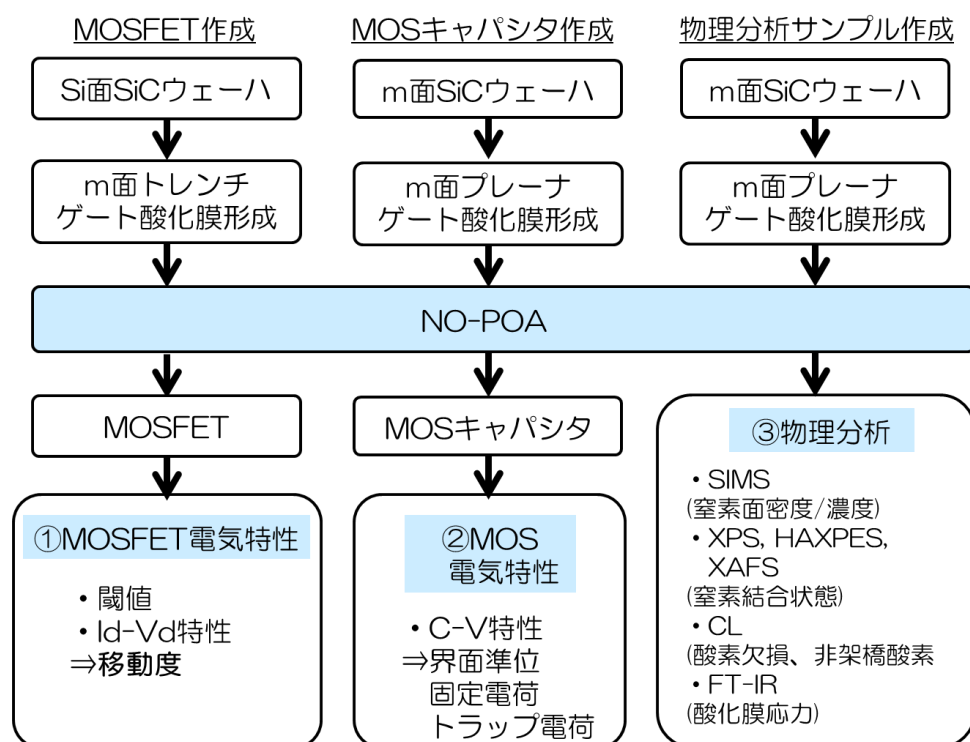 MOSFET作成
Si面SiCウェーハ
m面トレンチ
ゲート酸化膜形成
MOSキャパシタ作成
m面SiCウェーハ
m面プレーナ
ゲート酸化膜形成
物理分析サンプル作成
m面SiCウェーハ
m面プレーナ
ゲート酸化膜形成
NO-POA
MOSFET
①MOSFET電気特性
・閾値
・Id-Vd特性
⇒移動度
MOSキャパシタ
②MOS
電気特性
・C-V特性
⇒界面準位
固定電荷
トラップ電荷
③物理分析
・SIMS
(窒素面密度/濃度)
・XPS, HAXPES,
XAFS
(窒素結合状態)
・CL
(酸素欠損、非架橋酸素
・FT-IR
(酸化膜応力)